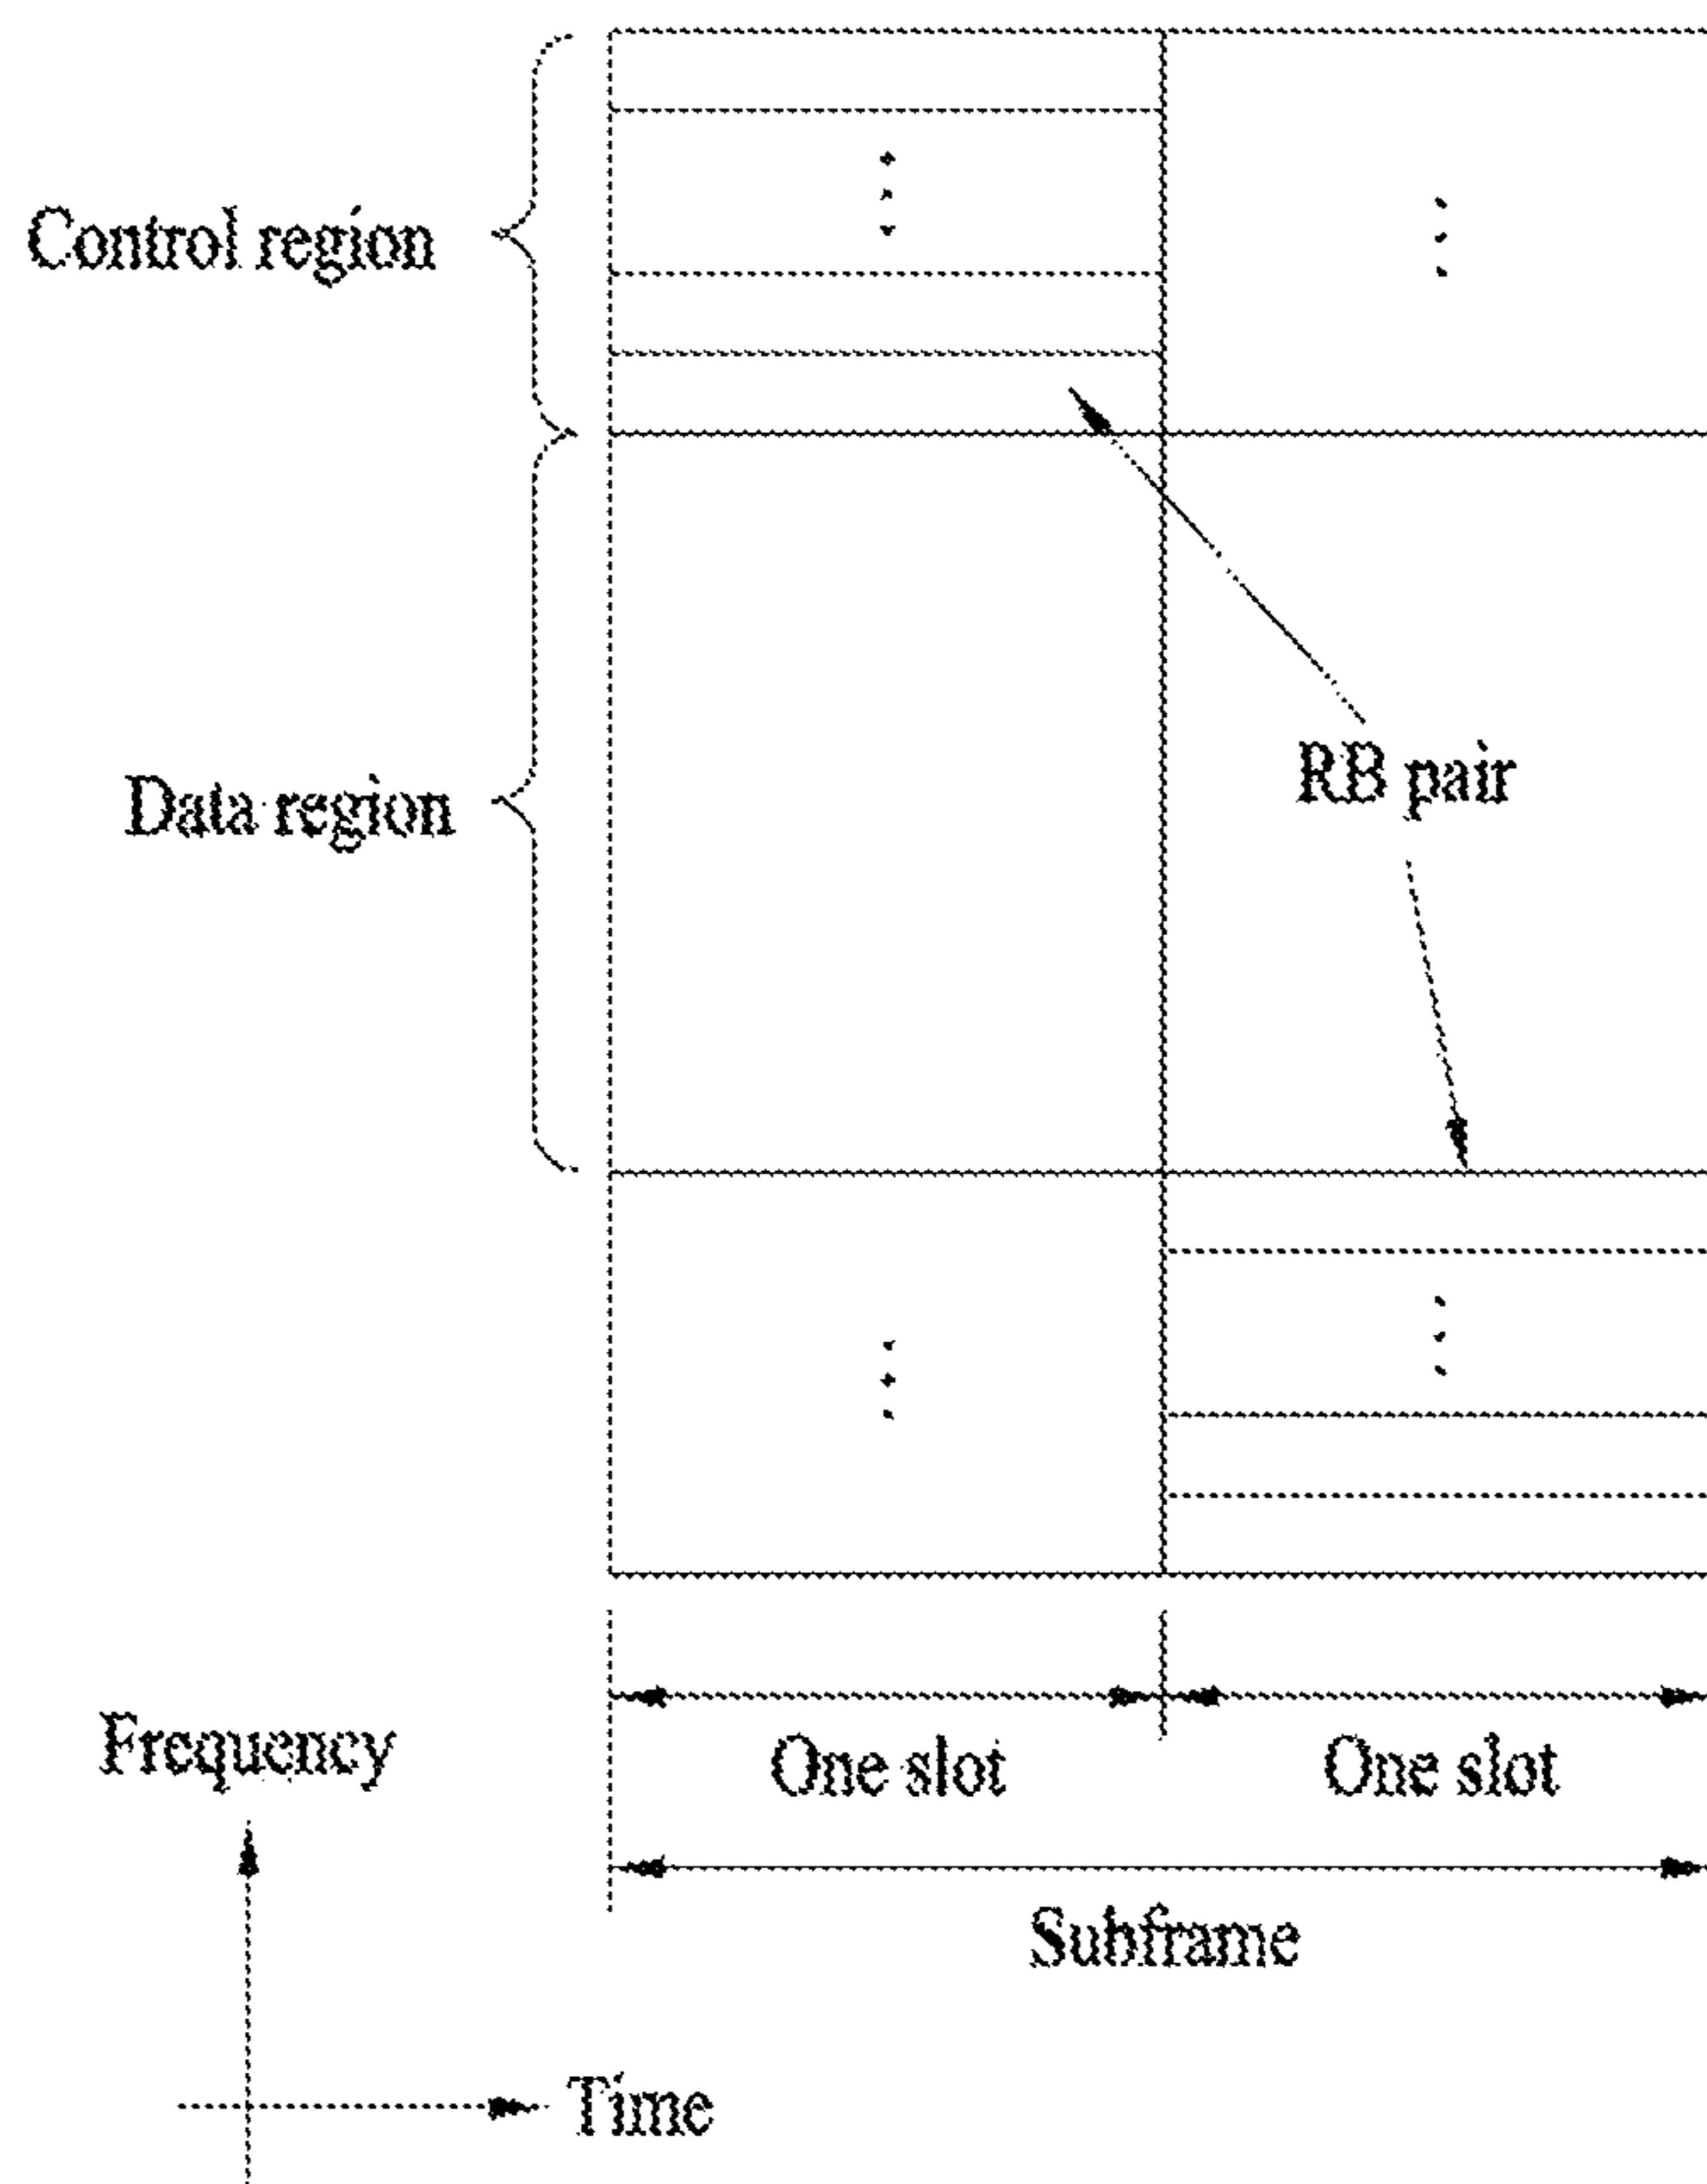 Control region
Data region
RB pair
Frequency
One slot
One slot
Subframe
Time